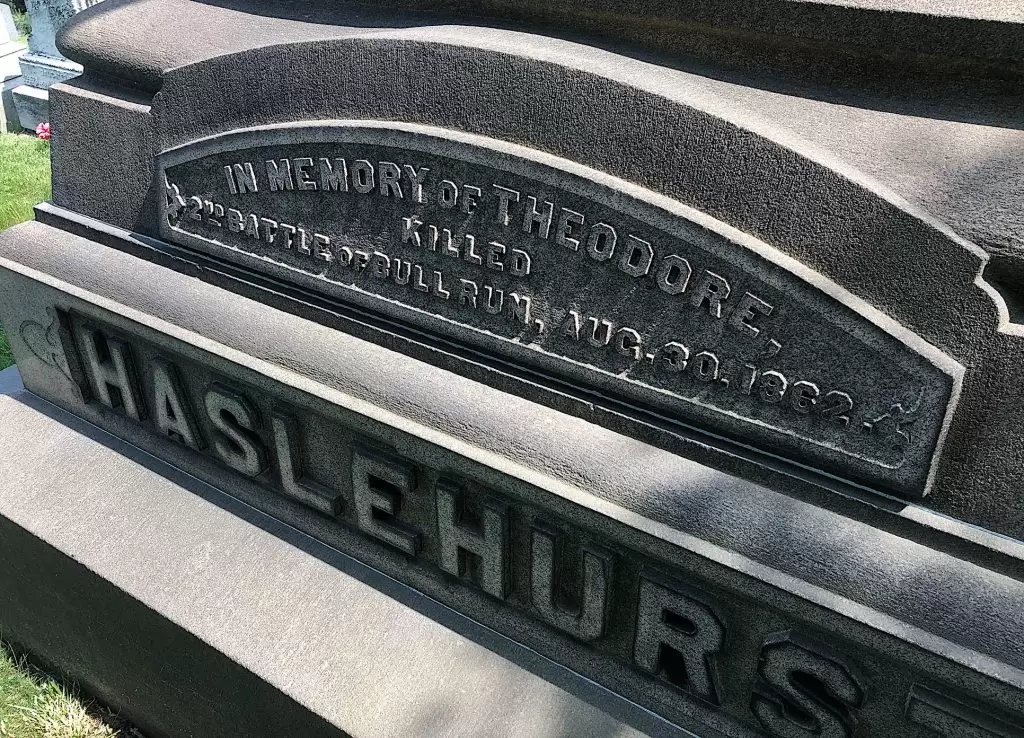 IN MEMORY OF THEODORE,
KILLED
2ND BATTLE OF BULL RUN, AUG. 30. 1862.
HASLEHURS